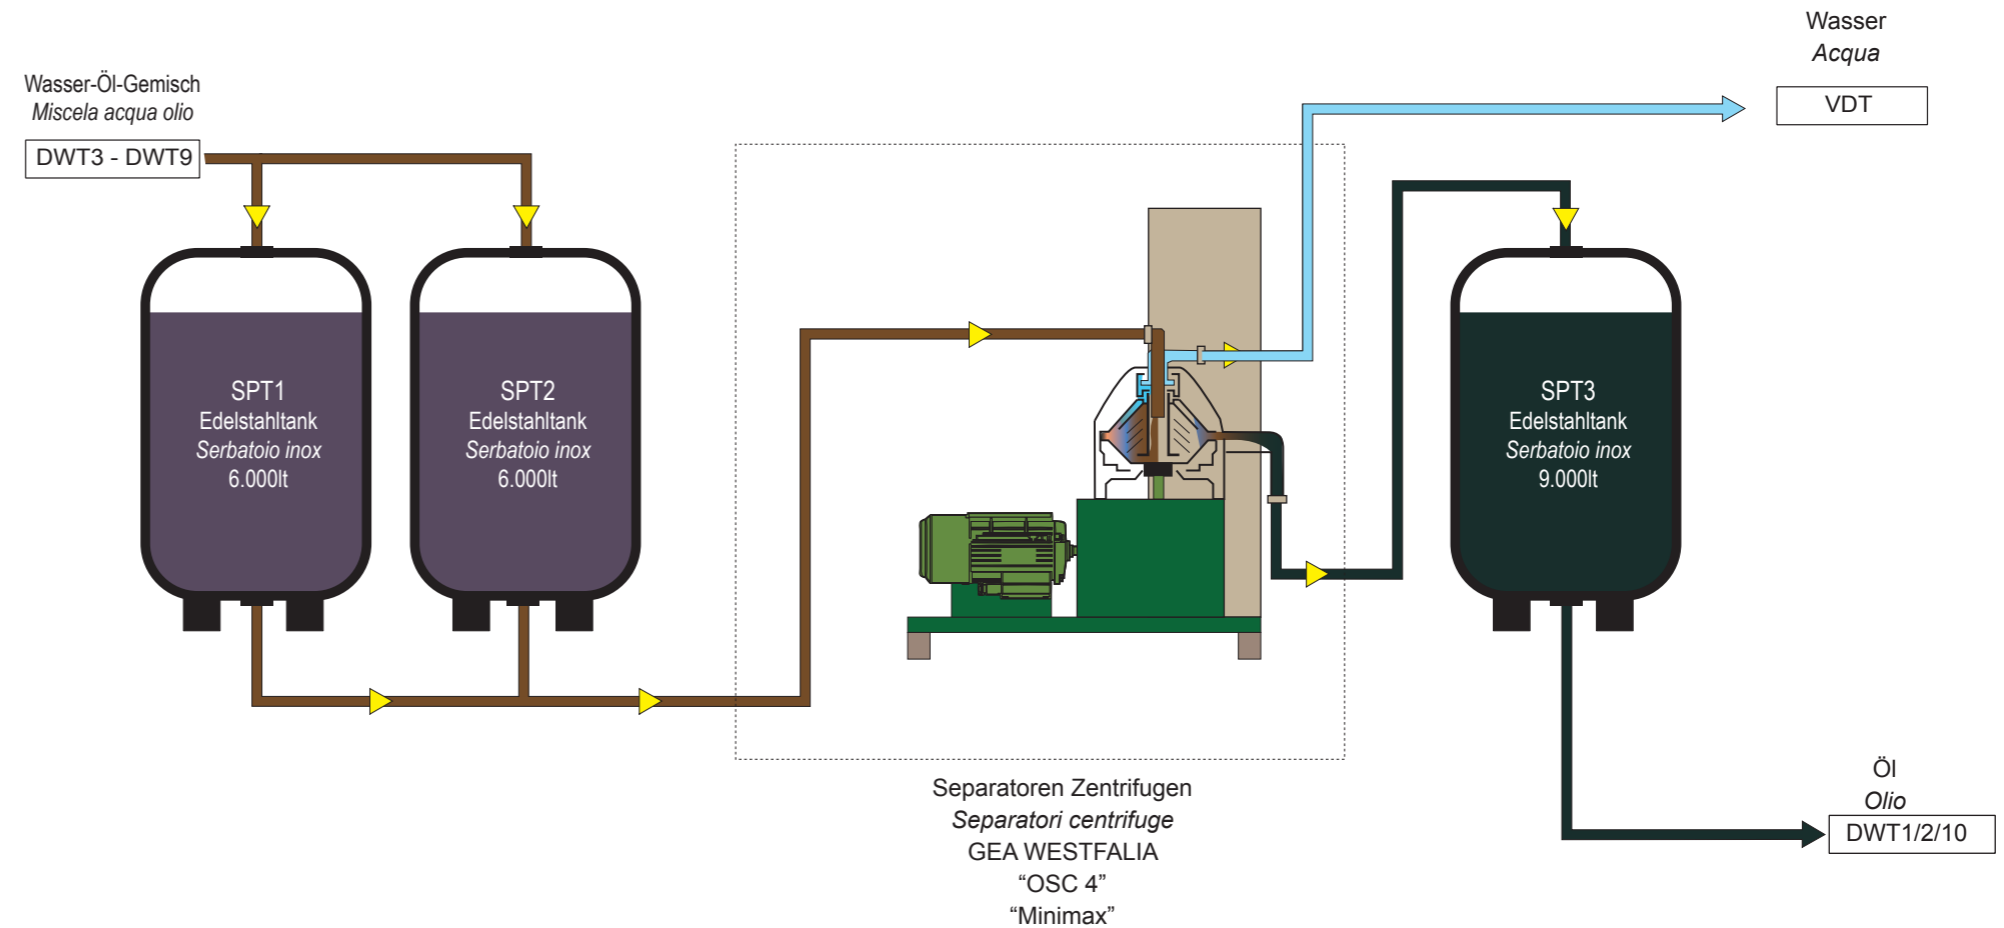 Wasser
Acqua
VDT
Wasser-Öl-Gemisch
Miscela acqua olio
DWT3 - DWT9
SPT1
Edelstahltank
Serbatoio inox
6.000lt
SPT2
Edelstahltank
Serbatoio inox
6.000lt
SPT3
Edelstahltank
Serbatoio inox
9.000lt
Separatoren Zentrifugen
Separatori centrifuge
GEA WESTFALIA
“OSC 4”
“Minimax”
Öl
Olio
DWT1/2/10